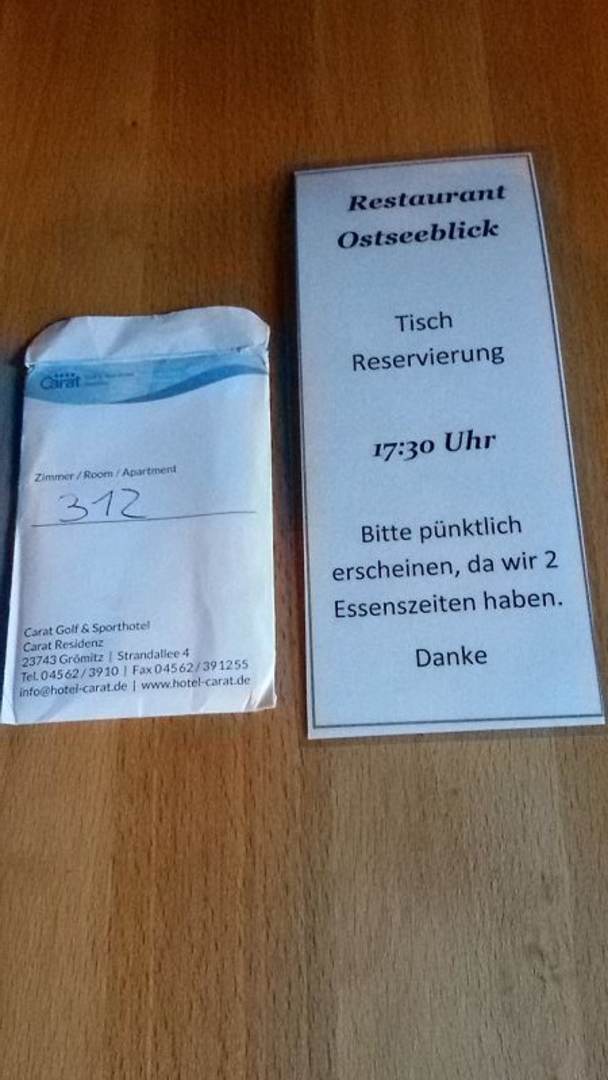 Carat
Zimmer / Room / Apartment
312
Carat Golf & Sporthotel
Carat Residenz
23743 Grömitz | Strandallee 4
Tel. 04562 / 3910 | Fax 04562 / 391255
info@hotel-carat.de | www.hotel-carat.de
Restaurant
Ostseeblick
Tisch
Reservierung
17:30 Uhr
Bitte pünktlich
erscheinen, da wir 2
Essenszeiten haben.
Danke